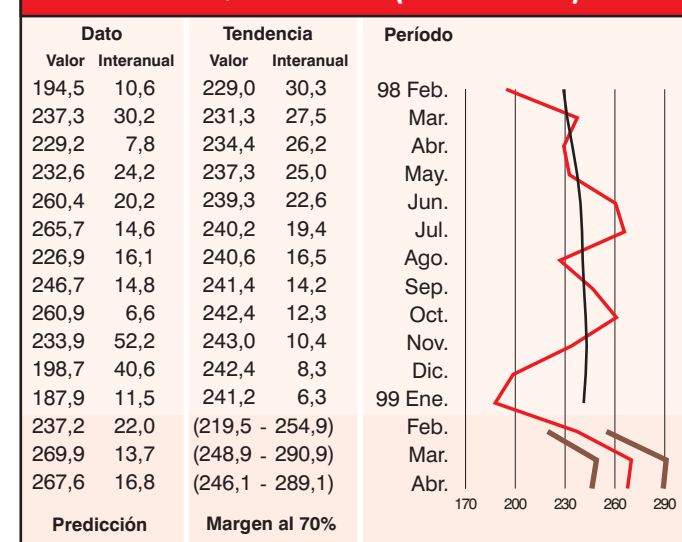 Dato Tendencia Período
Valor Interanual Valor Interanual
194,5 10,6 229,0 30,3 98 Feb.
237,3 30,2 231,3 27,5 Mar.
229,2 7,8 234,4 26,2 Abr.
232,6 24,2 237,3 25,0 May.
260,4 20,2 239,3 22,6 Jun.
265,7 14,6 240,2 19,4 Jul.
226,9 16,1 240,6 16,5 Ago.
246,7 14,8 241,4 14,2 Sep.
260,9 6,6 242,4 12,3 Oct.
233,9 52,2 243,0 10,4 Nov.
198,7 40,6 242,4 8,3 Dic.
187,9 11,5 241,2 6,3 99 Ene.
237,2 22,0 (219,5 - 254,9) Feb.
269,9 13,7 (248,9 - 290,9) Mar.
267,6 16,8 (246,1 - 289,1) Abr.
170 200 230 260 290
Predicción Margen al 70%